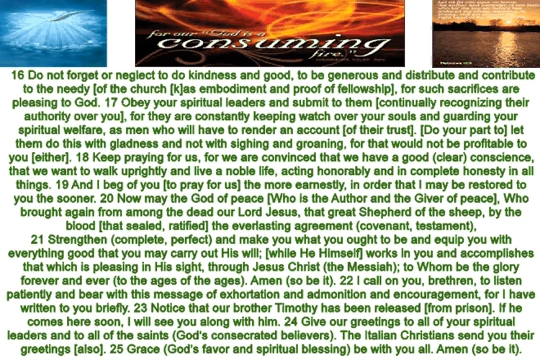 for our "God is a
consuming
fire."
16 Do not forget or neglect to do kindness and good, to be generous and distribute and contribute
to the needy [of the church [k]as embodiment and proof of fellowship], for such sacrifices are
pleasing to God. 17 Obey your spiritual leaders and submit to them [continually recognizing their
authority over you], for they are constantly keeping watch over your souls and guarding your
spiritual welfare, as men who will have to render an account [of their trust]. [Do your part to] let
them do this with gladness and not with sighing and groaning, for that would not be profitable to
you [either]. 18 Keep praying for us, for we are convinced that we have a good (clear) conscience,
that we want to walk uprightly and live a noble life, acting honorably and in complete honesty in all
things. 19 And I beg of you [to pray for us] the more earnestly, in order that I may be restored to
you the sooner. 20 Now may the God of peace [Who is the Author and the Giver of peace], Who
brought again from among the dead our Lord Jesus, that great Shepherd of the sheep, by the
blood [that sealed, ratified] the everlasting agreement (covenant, testament),
21 Strengthen (complete, perfect) and make you what you ought to be and equip you with
everything good that you may carry out His will; [while He Himself] works in you and accomplishes
that which is pleasing in His sight, through Jesus Christ (the Messiah); to Whom be the glory
forever and ever (to the ages of the ages). Amen (so be it). 22 I call on you, brethren, to listen
patiently and bear with this message of exhortation and admonition and encouragement, for I have
written to you briefly. 23 Notice that our brother Timothy has been released [from prison]. If he
comes here soon, I will see you along with him. 24 Give our greetings to all of your spiritual
leaders and to all of the saints (God's consecrated believers). The Italian Christians send you their
greetings [also]. 25 Grace (God's favor and spiritual blessing) be with you all. Amen (so be it).